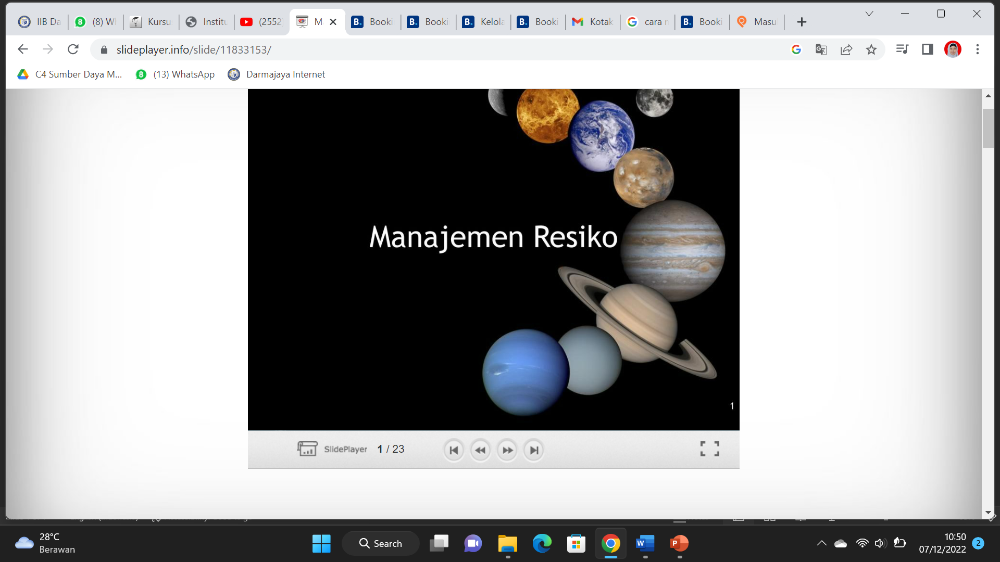 IIB Da
(8) W
Kursu
Institu
(2552
M
Booki
Booki
Kelola
Booki
Kotak
cara
Booki
Masu
slideplayer.info/slide/11833153/
C4 Sumber Daya M...
(13) WhatsApp
Darmajaya Internet
Manajemen Resiko
1
SlidePlayer
1 / 23
28°C
Berawan
Search
10:50
07/12/2022
2